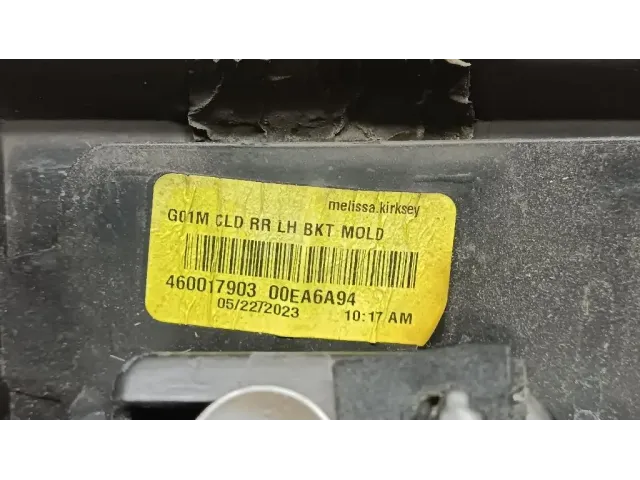 melissa.kirksey
G01M CLD RR LH BKT MOLD
460017903 00EA6A94
05/22/2023 10:17 AM